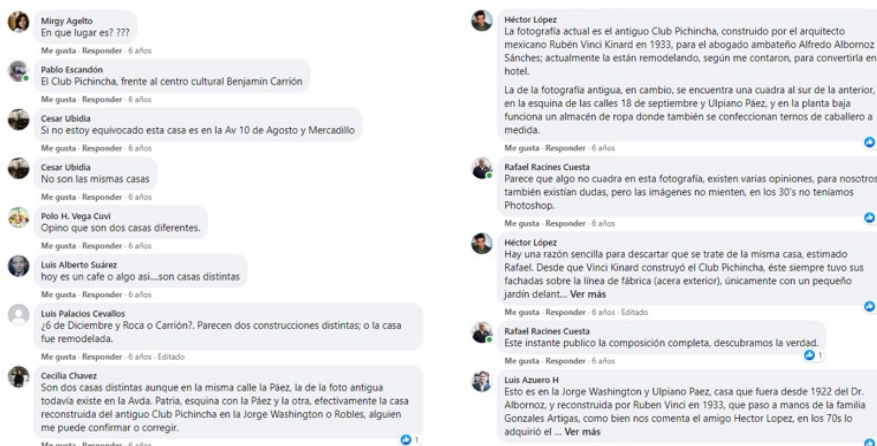 Mirgy Agelto
En que lugar es? ???
Me gusta · Responder · 6 años
Pablo Escandón
El Club Pichincha, frente al centro cultural Benjamín Carrión
Me gusta · Responder · 6 años
Cesar Ubidia
Si no estoy equivocado esta casa es en la Av 10 de Agosto y Mercadillo
Me gusta · Responder · 6 años
Cesar Ubidia
No son las mismas casas
Me gusta · Responder · 6 años
Polo H. Vega Cuvi
Opino que son dos casas diferentes.
Me gusta · Responder · 6 años
Luis Alberto Suárez
hoy es un cafe o algo asi....son casas distintas
Me gusta · Responder · 6 años
Luis Palacios Cevallos
¿6 de Diciembre y Roca o Carrión?. Parecen dos construcciones distintas; o la casa
fue remodelada.
Me gusta · Responder · 6 años · Editado
Cecilia Chavez
Son dos casas distintas aunque en la misma calle la Páez, la de la foto antigua
todavía existe en la Avda. Patria, esquina con la Páez y la otra, efectivamente la casa
reconstruida del antiguo Club Pichincha en la Jorge Washington o Robles, alguien
me puede confirmar o corregir.
1
Me gusta · Responder · 6 años
Héctor López
La fotografía actual es el antiguo Club Pichincha, construido por el arquitecto
mexicano Rubén Vinci Kinard en 1933, para el abogado ambateño Alfredo Albornoz
Sánches; actualmente la están remodelando, según me contaron, para convertirla en
hotel.
La de la fotografía antigua, en cambio, se encuentra una cuadra al sur de la anterior,
en la esquina de las calles 18 de septiembre y Ulpiano Páez, y en la planta baja
funciona un almacén de ropa donde también se confeccionan ternos de caballero a
medida.
Me gusta · Responder · 6 años
Rafael Racines Cuesta
Parece que algo no cuadra en esta fotografía, existen varias opiniones, para nosotros
también existían dudas, pero las imágenes no mienten, en los 30's no teníamos
Photoshop.
Me gusta · Responder · 6 años
Héctor López
Hay una razón sencilla para descartar que se trate de la misma casa, estimado
Rafael. Desde que Vinci Kinard construyó el Club Pichincha, éste siempre tuvo sus
fachadas sobre la línea de fábrica (acera exterior), únicamente con un pequeño
jardín delant... Ver más
Me gusta · Responder · 6 años · Editado
Rafael Racines Cuesta
Este instante publico la composición completa, descubramos la verdad.
1
Me gusta · Responder · 6 años
Luis Azuero H
Esto es en la Jorge Washington y Ulpiano Paez, casa que fuera desde 1922 del Dr.
Albornoz, y reconstruida por Ruben Vinci en 1933, que paso a manos de la familia
Gonzales Artigas, como bien nos comenta el amigo Hector Lopez, en los 70s lo
adquirió el ... Ver más
Me gusta · Responder · 6 años